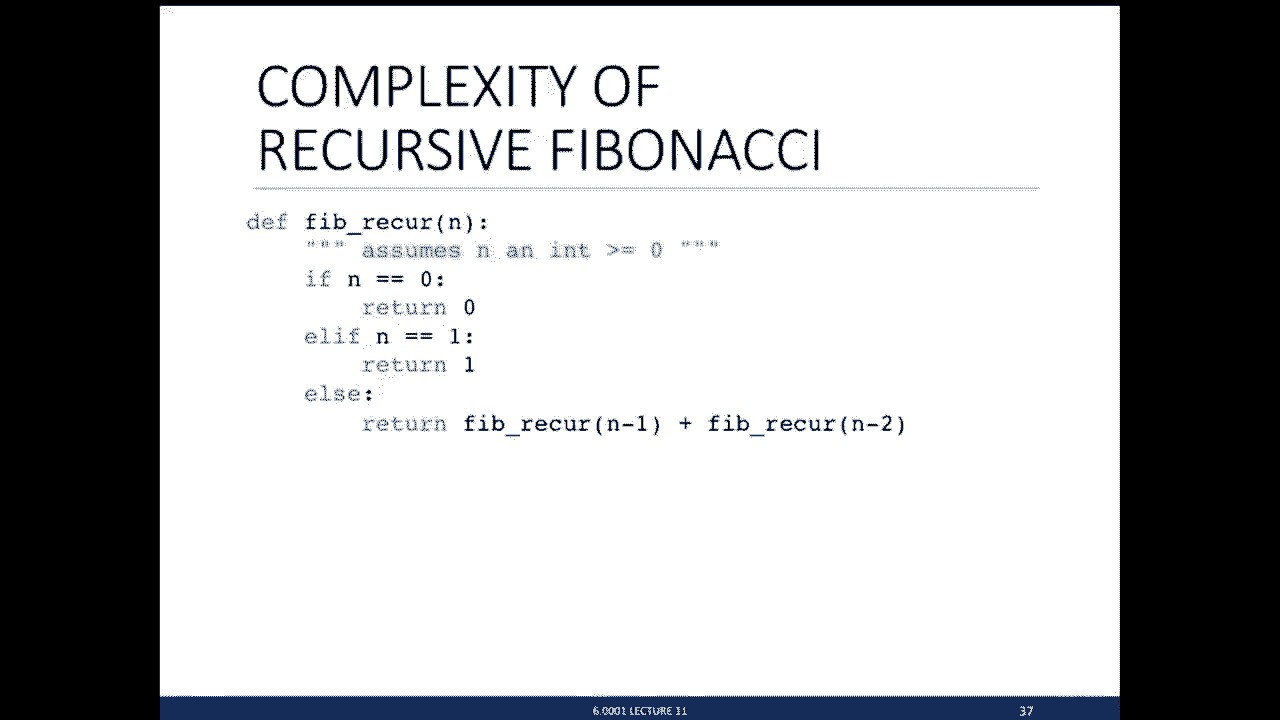 COMPLEXITY OF
RECURSIVE FIBONACCI
def fib_recur(n):
""" assumes n an int >= 0 """
if n == 0:
return 0
elif n == 1:
return 1
else:
return fib_recur(n-1) + fib_recur(n-2)
6.0001 LECTURE 11
37